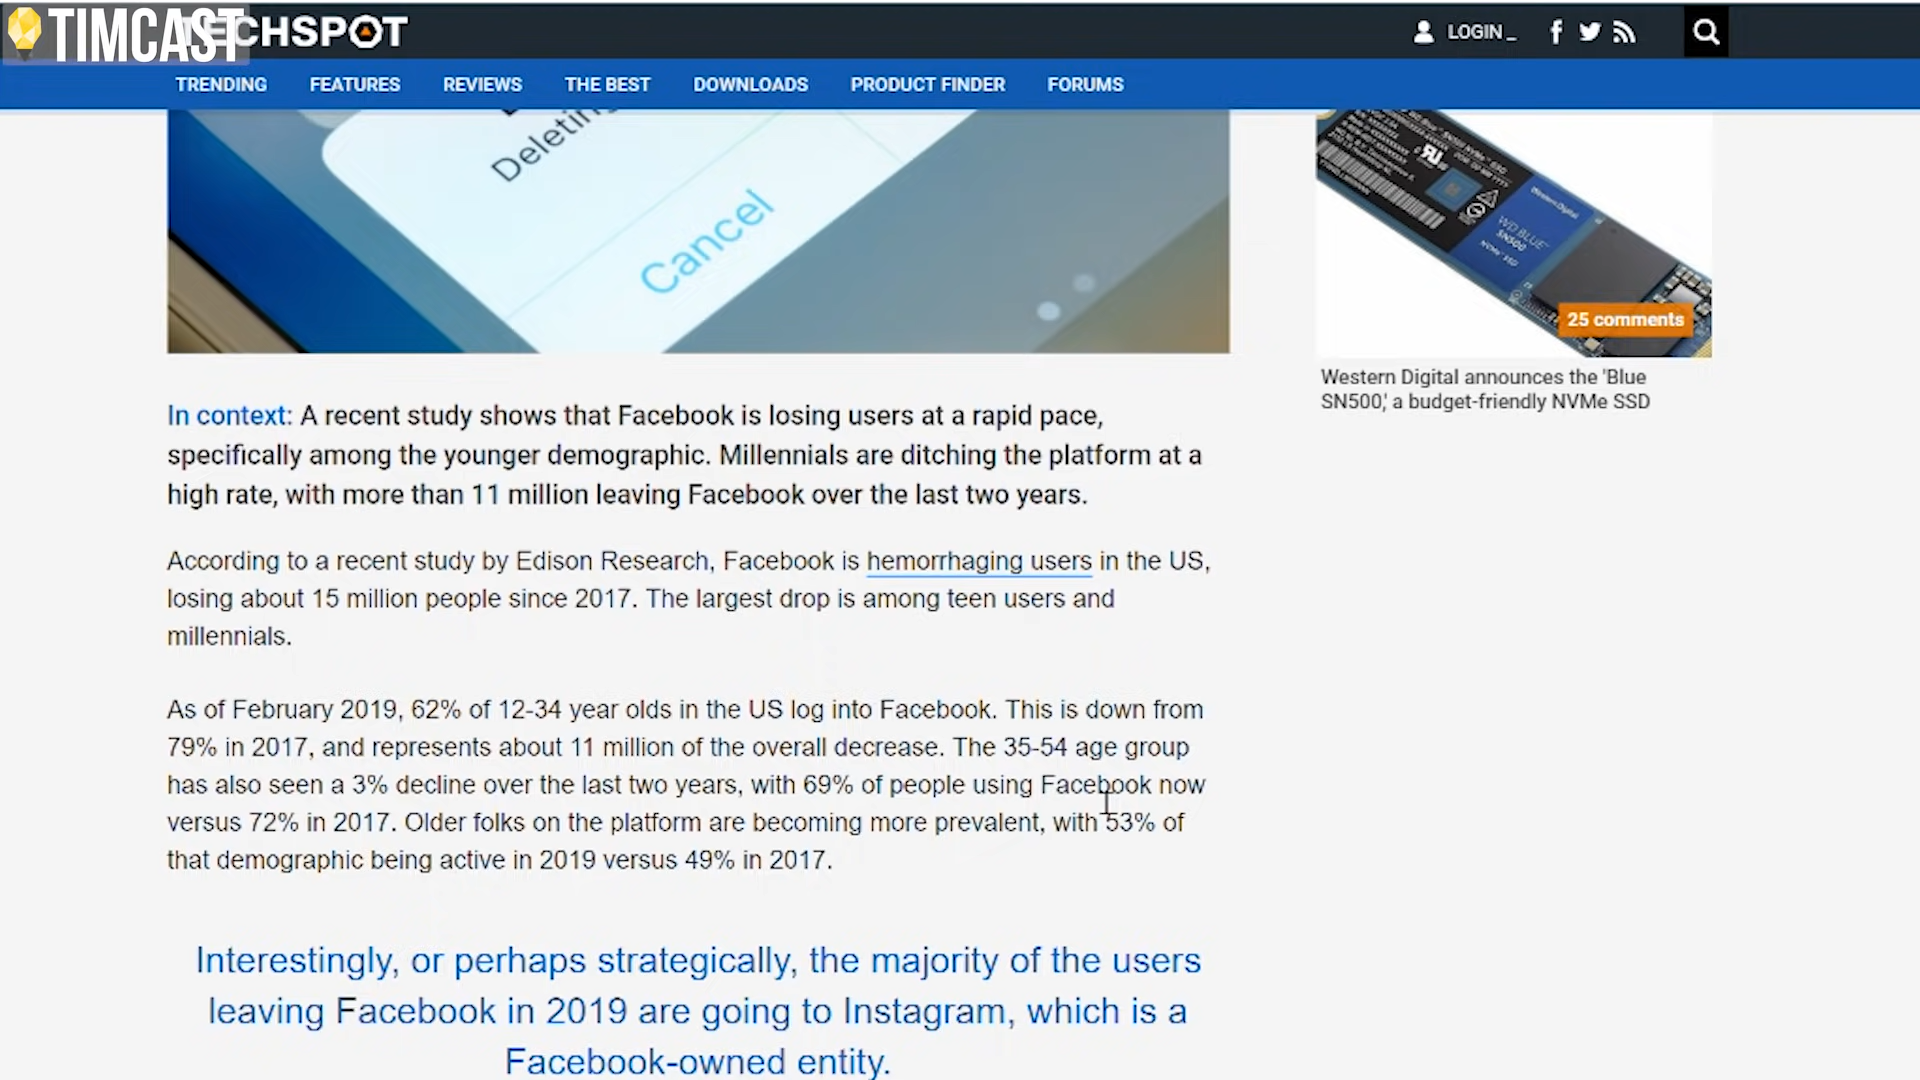 TIMCAST
TECHSPOT
LOGIN_
TRENDING FEATURES REVIEWS THE BEST DOWNLOADS PRODUCT FINDER FORUMS
Cancel
Western Digital
WD BLUE
SN500
NVMe SSD
25 comments
Western Digital announces the 'Blue
SN500,' a budget-friendly NVMe SSD
In context: A recent study shows that Facebook is losing users at a rapid pace,
specifically among the younger demographic. Millennials are ditching the platform at a
high rate, with more than 11 million leaving Facebook over the last two years.
According to a recent study by Edison Research, Facebook is hemorrhaging users in the US,
losing about 15 million people since 2017. The largest drop is among teen users and
millennials.
As of February 2019, 62% of 12-34 year olds in the US log into Facebook. This is down from
79% in 2017, and represents about 11 million of the overall decrease. The 35-54 age group
has also seen a 3% decline over the last two years, with 69% of people using Facebook now
versus 72% in 2017. Older folks on the platform are becoming more prevalent, with 53% of
that demographic being active in 2019 versus 49% in 2017.
Interestingly, or perhaps strategically, the majority of the users
leaving Facebook in 2019 are going to Instagram, which is a
Facebook-owned entity.